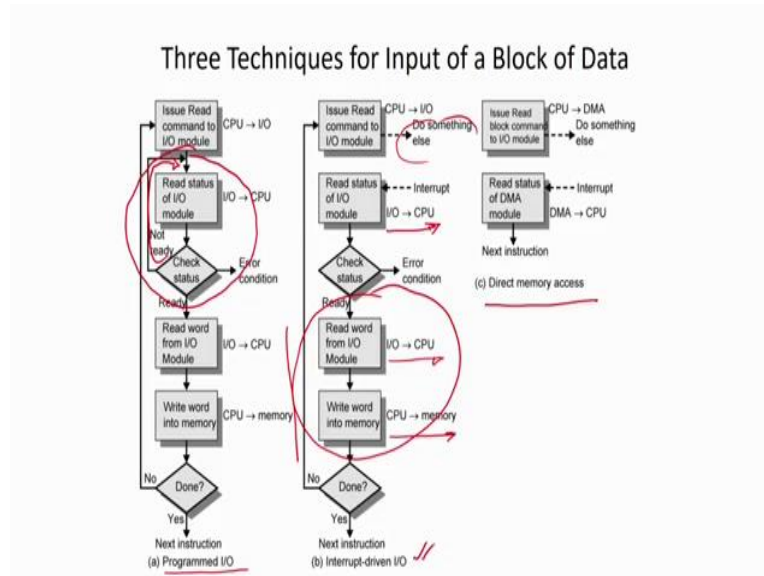 Three Techniques for Input of a Block of Data
Issue Read
command to
I/O module
CPU → I/O
Read status
of I/O
module
I/O → CPU
Not
ready
Check
status
Error
condition
Ready
Read word
from I/O
Module
I/O → CPU
Write word
into memory
CPU → memory
No
Done?
Yes
Next instruction
(a) Programmed I/O
Issue Read
command to
I/O module
CPU → I/O
Do something
else
Read status
of I/O
module
Interrupt
I/O → CPU
Check
status
Error
condition
Ready
Read word
from I/O
Module
I/O → CPU
Write word
into memory
CPU → memory
No
Done?
Yes
Next instruction
(b) Interrupt-driven I/O
Issue Read
block command
to I/O module
CPU → DMA
Do something
else
Read status
of DMA
module
Interrupt
DMA → CPU
Next instruction
(c) Direct memory access